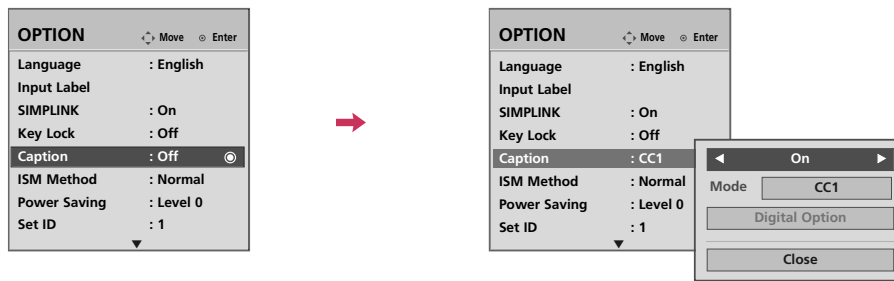 OPTION Move Enter
Language : English
Input Label
SIMPLINK : On
Key Lock : Off
Caption : Off
ISM Method : Normal
Power Saving : Level 0
Set ID : 1
OPTION Move Enter
Language : English
Input Label
SIMPLINK : On
Key Lock : Off
Caption : CC1
ISM Method : Normal
Power Saving : Level 0
Set ID : 1
On
Mode CC1
Digital Option
Close